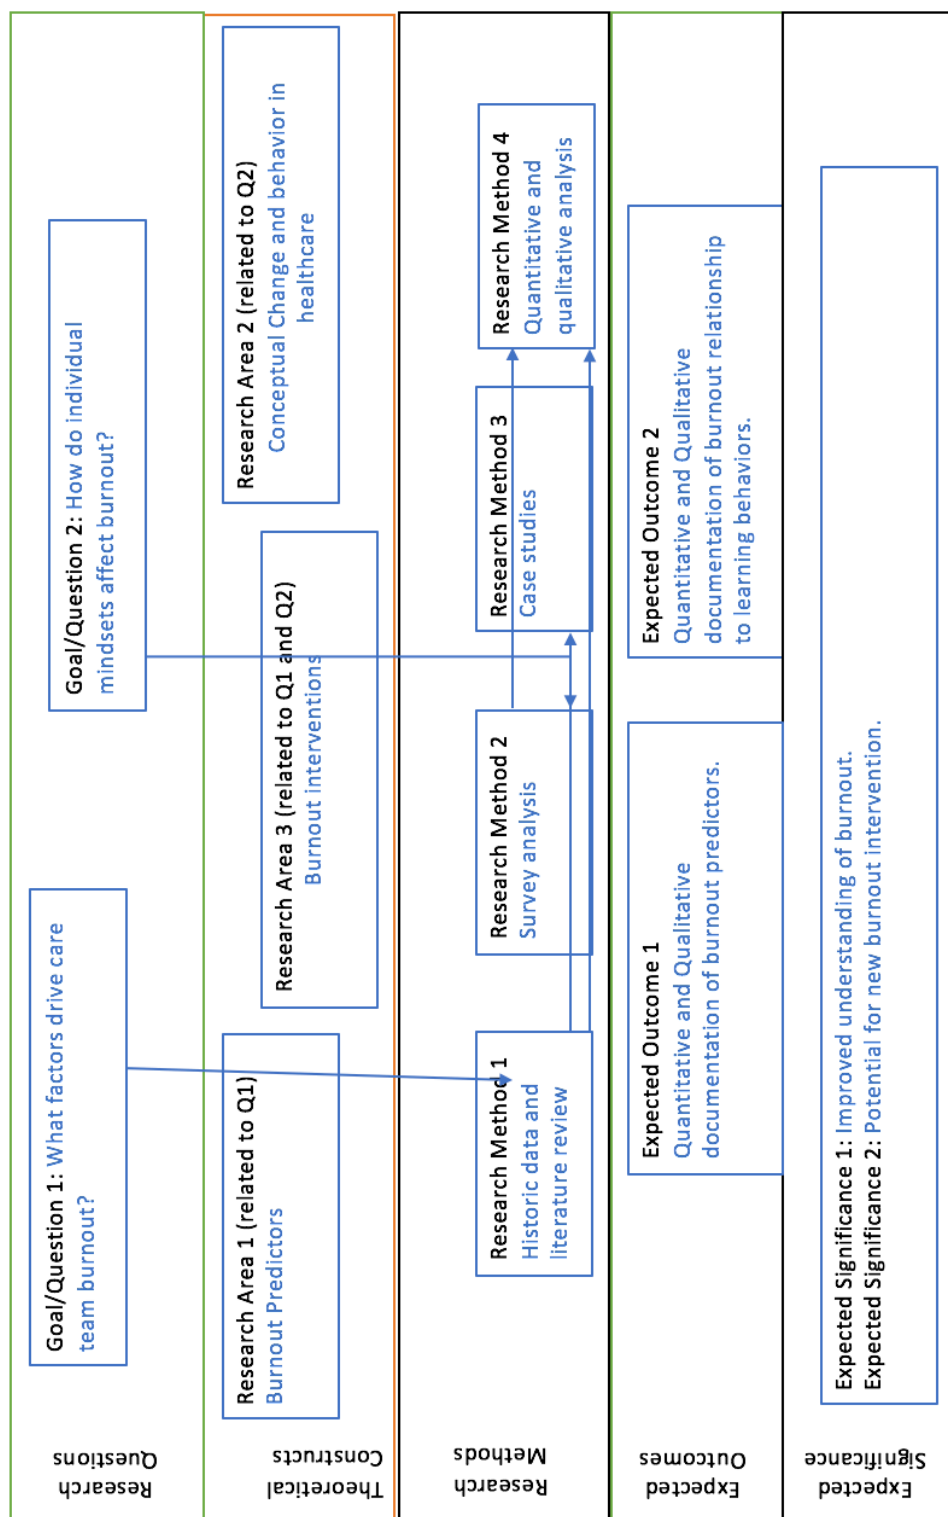 Research
Questions
Goal/Question 1: What factors drive care
team burnout?
Goal/Question 2: How do individual
mindsets affect burnout?
Theoretical
Constructs
Research Area 1 (related to Q1)
Burnout Predictors
Research Area 3 (related to Q1 and Q2)
Burnout interventions
Research Area 2 (related to Q2)
Conceptual Change and behavior in
healthcare
Research
Methods
Research Method 1
Historic data and
literature review
Research Method 2
Survey analysis
Research Method 3
Case studies
Research Method 4
Quantitative and
qualitative analysis
Expected
Outcomes
Expected Outcome 1
Quantitative and Qualitative
documentation of burnout predictors.
Expected Outcome 2
Quantitative and Qualitative
documentation of burnout relationship
to learning behaviors.
Expected
Significance
Expected Significance 1: Improved understanding of burnout.
Expected Significance 2: Potential for new burnout intervention.